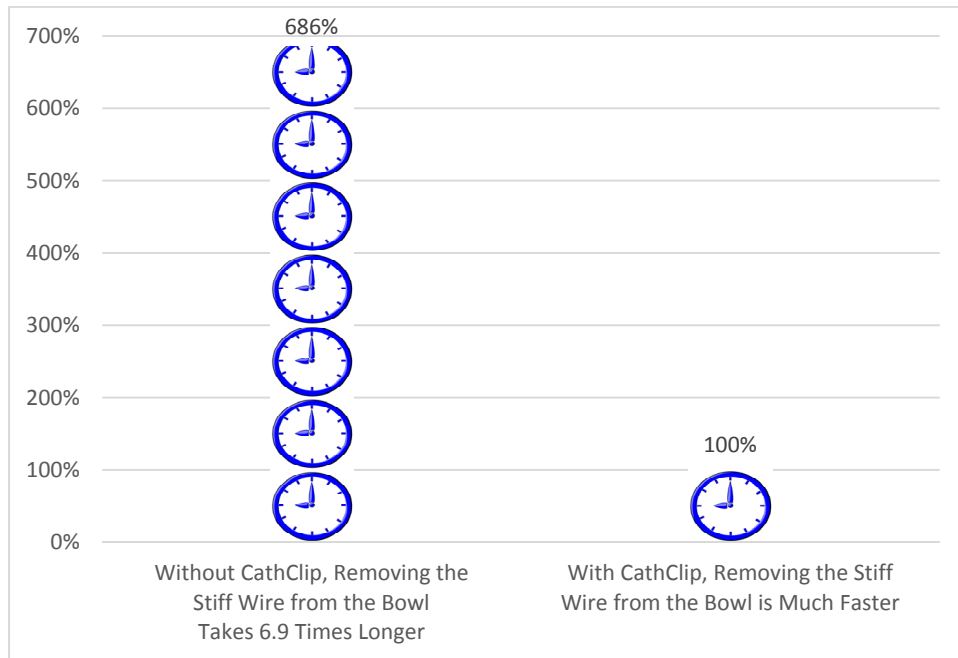 700%
686%
600%
500%
400%
300%
200%
100%
100%
0%
Without CathClip, Removing the
Stiff Wire from the Bowl
Takes 6.9 Times Longer
With CathClip, Removing the Stiff
Wire from the Bowl is Much Faster